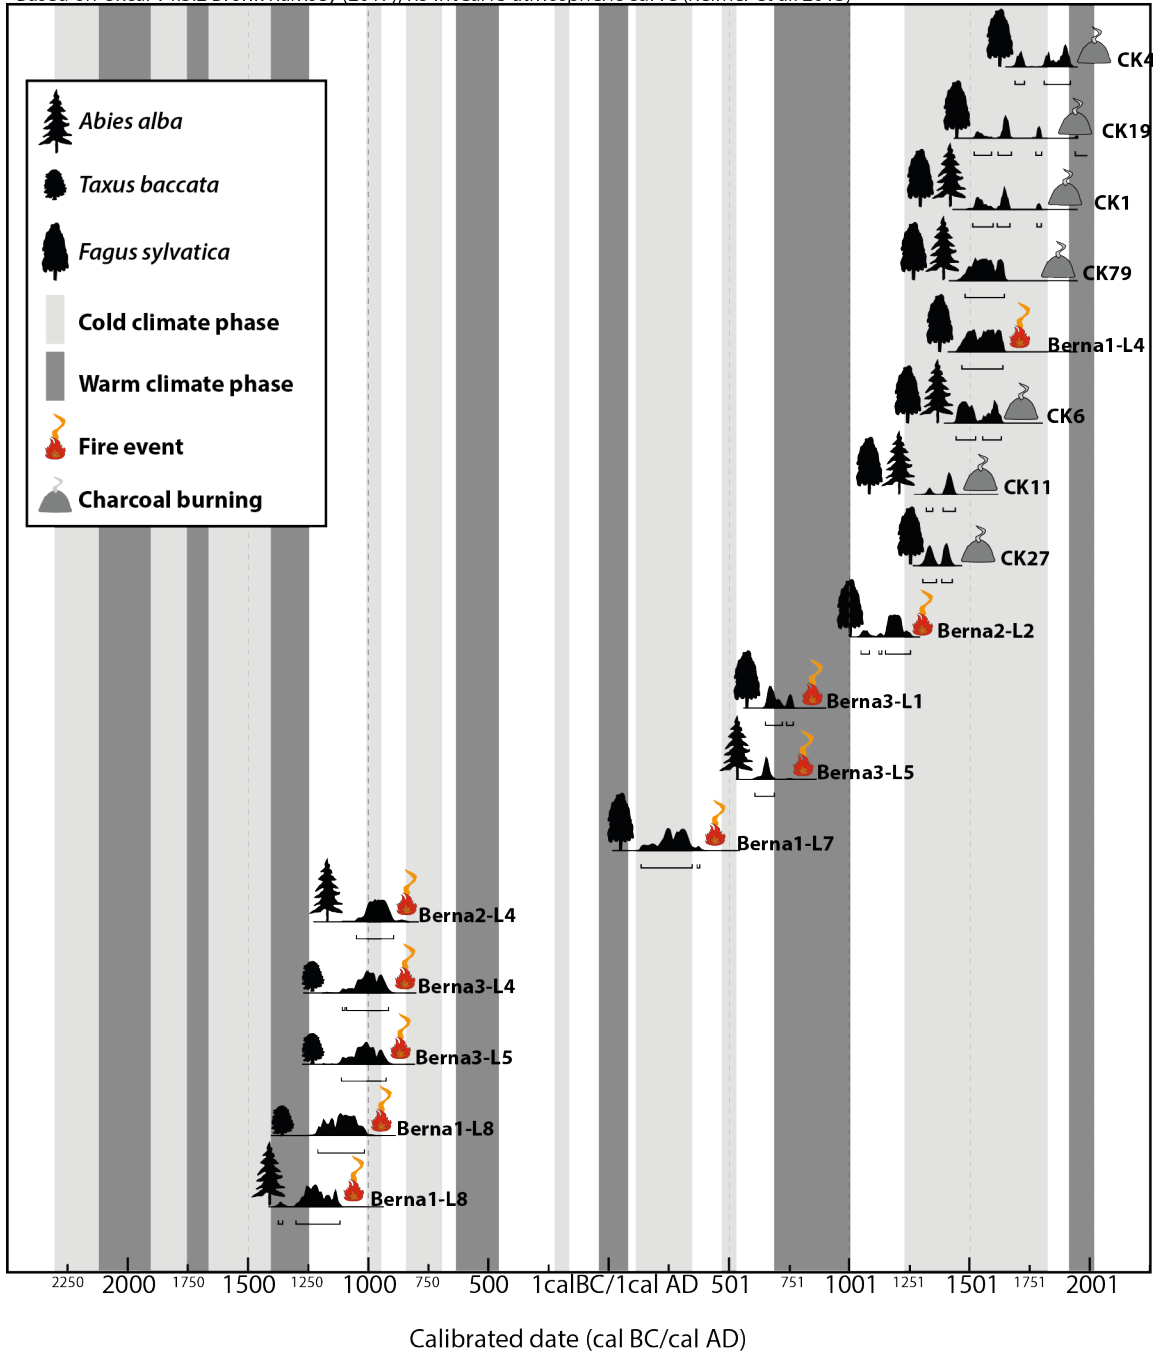 CK4
Abies alba
CK19
Taxus baccata
CK1
Fagus sylvatica
CK79
Cold climate phase
Berna1-L4
Warm climate phase
CK6
Fire event
Charcoal burning
CK11
CK27
Berna2-L2
Berna3-L1
Berna3-L5
Berna1-L7
Berna2-L4
Berna3-L4
Berna3-L5
Berna1-L8
Berna1-L8
2250 2000 1750 1500 1250 1000 750 500 1calBC/1cal AD 501 751 1001 1251 1501 1751 2001
Calibrated date (cal BC/cal AD)